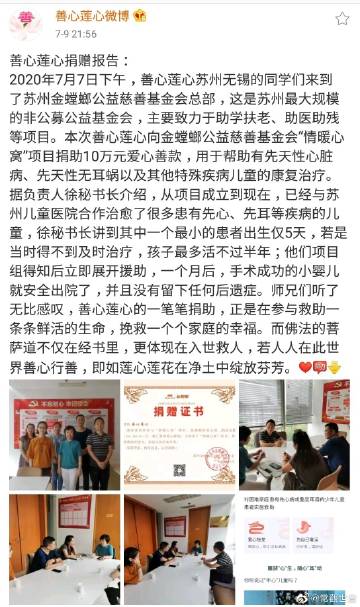 善心莲心微博
7-9 21:56
善心莲心捐赠报告：
2020年7月7日下午，善心莲心苏州无锡的同学们来到
了苏州金螳螂公益慈善基金会总部，这是苏州最大规模
的非公募公益基金会，主要致力于助学扶老、助医助残
等项目。本次善心莲心向金螳螂公益慈善基金会“情暖心
窝”项目捐助10万元爱心善款，用于帮助有先天性心脏
病、先天性无耳蜗以及其他特殊疾病儿童的康复治疗。
据负责人徐秘书长介绍，从项目成立到现在，已经与苏
州儿童医院合作治愈了很多患有先心、先耳等疾病的儿
童，徐秘书长讲到其中一个最小的患者出生仅5天，若是
当时得不到及时治疗，孩子最多活不过半年；他们项目
组得知后立即展开援助，一个月后，手术成功的小婴儿
就安全出院了，并且没有留下任何后遗症。师兄们听了
无比感叹，善心莲心的一笔笔捐助，正是在参与救助一
条条鲜活的生命，挽救一个个家庭的幸福。而佛法的菩
萨道不仅在经书里，更体现在入世救人，若人人在此世
界善心行善，即如莲心莲花在净土中绽放芬芳。
不忘初心 牢记使命
捐赠证书